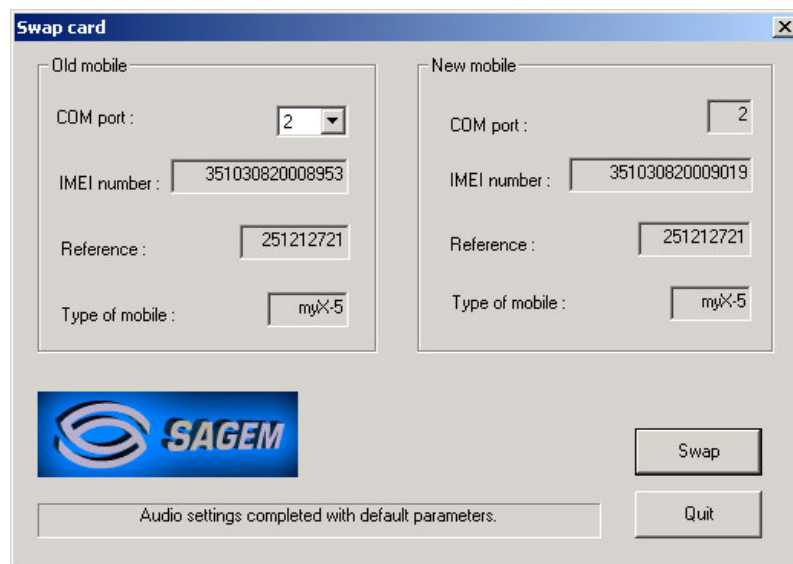 Swap card
Old mobile
COM port :
2
IMEI number :
351030820008953
Reference :
251212721
Type of mobile :
myX-5
New mobile
COM port :
2
IMEI number :
351030820009019
Reference :
251212721
Type of mobile :
myX-5
SAGEM
Swap
Audio settings completed with default parameters.
Quit